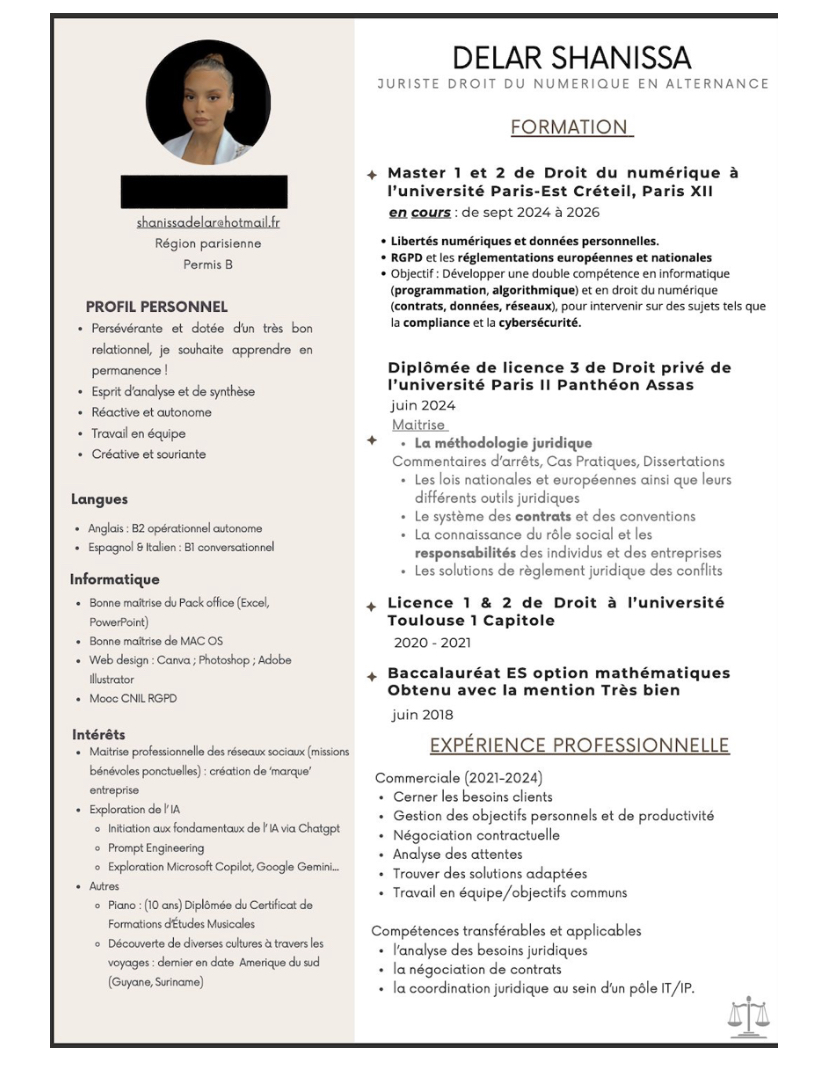 DELAR SHANISSA
JURISTE DROIT DU NUMERIQUE EN ALTERNANCE
shanissadelar@hotmail.fr
Région parisienne
Permis B
PROFIL PERSONNEL
• Persévérante et dotée d'un très bon
relationnel, je souhaite apprendre en
permanence !
• Esprit d'analyse et de synthèse
• Réactive et autonome
• Travail en équipe
• Créative et souriante
Langues
• Anglais : B2 opérationnel autonome
• Espagnol & Italien : B1 conversationnel
Informatique
• Bonne maîtrise du Pack office (Excel,
PowerPoint)
• Bonne maîtrise de MAC OS
• Web design : Canva ; Photoshop ; Adobe
Illustrator
• Mooc CNIL RGPD
Intérêts
• Maitrise professionnelle des réseaux sociaux (missions
bénévoles ponctuelles) : création de 'marque'
entreprise
• Exploration de l' IA
○ Initiation aux fondamentaux de l' IA via Chatgpt
○ Prompt Engineering
○ Exploration Microsoft Copilot, Google Gemini...
• Autres
○ Piano : (10 ans) Diplômée du Certificat de
Formations d'Études Musicales
○ Découverte de diverses cultures à travers les
voyages : dernier en date Amerique du sud
(Guyane, Suriname)
FORMATION
Master 1 et 2 de Droit du numérique à
l'université Paris-Est Créteil, Paris XII
en cours : de sept 2024 à 2026
• Libertés numériques et données personnelles.
• RGPD et les réglementations européennes et nationales
• Objectif : Développer une double compétence en informatique
(programmation, algorithmique) et en droit du numérique
(contrats, données, réseaux), pour intervenir sur des sujets tels que
la compliance et la cybersécurité.
Diplômée de licence 3 de Droit privé de
l'université Paris II Panthéon Assas
juin 2024
Maitrise
• La méthodologie juridique
Commentaires d'arrêts, Cas Pratiques, Dissertations
• Les lois nationales et européennes ainsi que leurs
différents outils juridiques
• Le système des contrats et des conventions
• La connaissance du rôle social et les
responsabilités des individus et des entreprises
• Les solutions de règlement juridique des conflits
Licence 1 & 2 de Droit à l'université
Toulouse 1 Capitole
2020 - 2021
Baccalauréat ES option mathématiques
Obtenu avec la mention Très bien
juin 2018
EXPÉRIENCE PROFESSIONNELLE
Commerciale (2021-2024)
• Cerner les besoins clients
• Gestion des objectifs personnels et de productivité
• Négociation contractuelle
• Analyse des attentes
• Trouver des solutions adaptées
• Travail en équipe/objectifs communs
Compétences transférables et applicables
• l'analyse des besoins juridiques
• la négociation de contrats
• la coordination juridique au sein d'un pôle IT/IP.